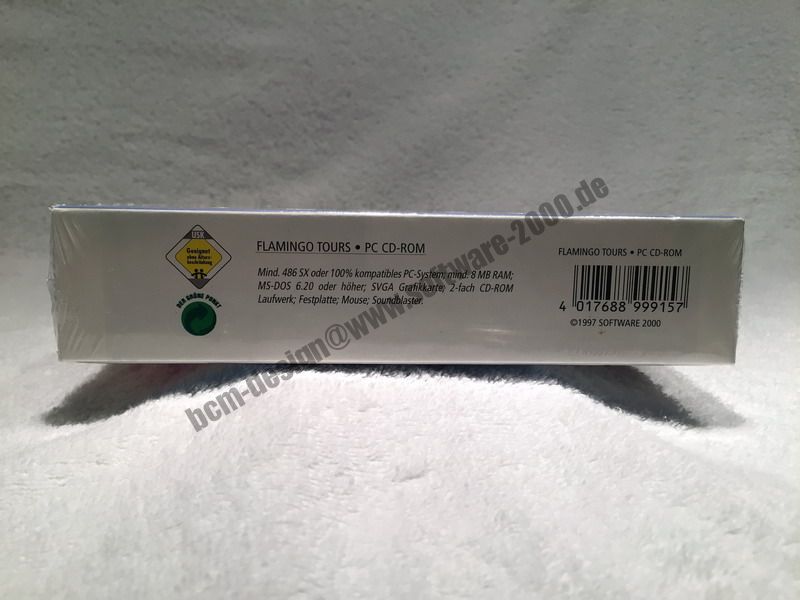 USK
Geeignet
ohne Alters-
beschränkung
DER GRÜNE PUNKT
FLAMINGO TOURS • PC CD-ROM
Mind. 486 SX oder 100% kompatibles PC-System; mind. 8 MB RAM;
MS-DOS 6.20 oder höher; SVGA Grafikkarte; 2-fach CD-ROM
Laufwerk; Festplatte; Mouse; Soundblaster.
FLAMINGO TOURS • PC CD-ROM
4 017688 999157
©1997 SOFTWARE 2000
bcm-design@www.software-2000.de